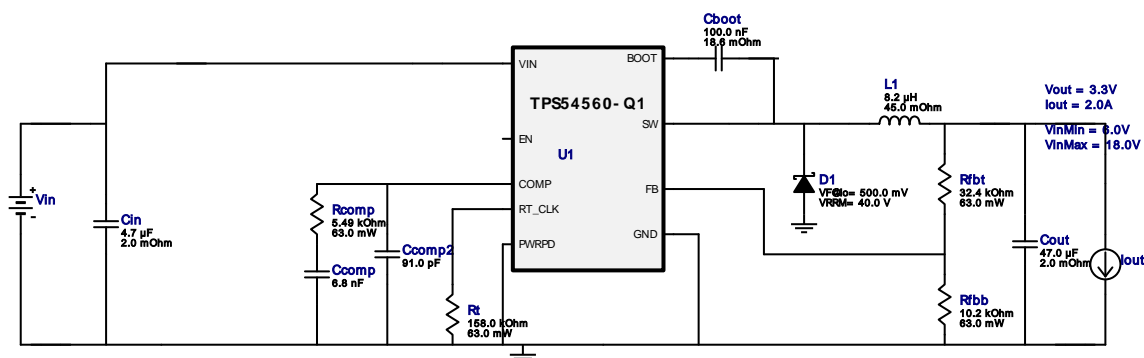 Cboot
100.0 nF
18.6 mOhm
VIN
BOOT
TPS54560-Q1
L1
8.2 µH
45.0 mOhm
Vout = 3.3V
Iout = 2.0A
VinMin = 6.0V
VinMax = 18.0V
EN
SW
U1
Vin
+
-
Cin
4.7 µF
2.0 mOhm
COMP
RT_CLK
PWRPD
FB
GND
Rcomp
5.49 kOhm
63.0 mW
Ccomp
6.8 nF
Ccomp2
91.0 pF
Rt
158.0 kOhm
63.0 mW
D1
VF@Io= 500.0 mV
VRRM= 40.0 V
Rfbt
32.4 kOhm
63.0 mW
Cout
47.0 µF
2.0 mOhm
Iout
Rfbb
10.2 kOhm
63.0 mW